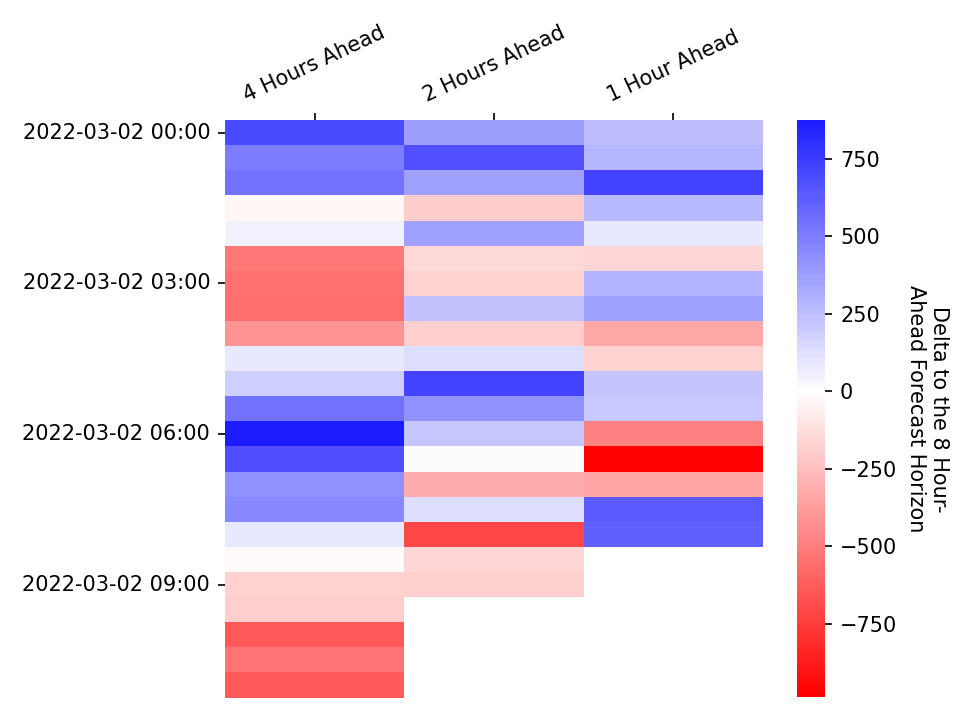 4 Hours Ahead
2 Hours Ahead
1 Hour Ahead
2022-03-02 00:00
2022-03-02 03:00
2022-03-02 06:00
2022-03-02 09:00
750
500
250
0
−250
−500
−750
Delta to the 8 Hour-
Ahead Forecast Horizon